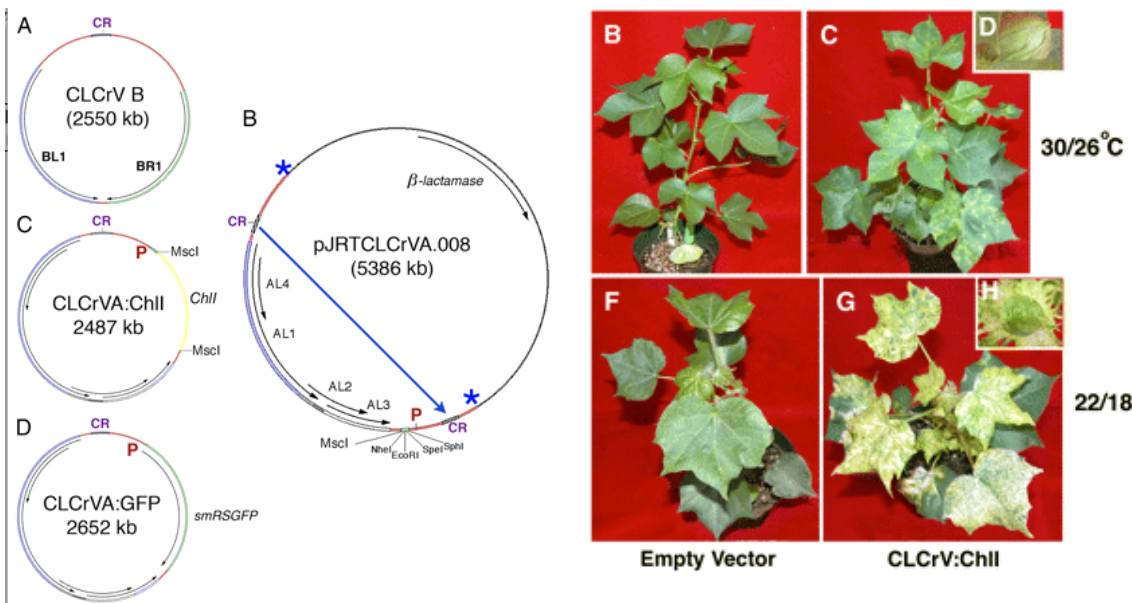 A
CR
CLCrV B
(2550 kb)
BL1
BR1
B
*
β-lactamase
CR
pJRTCLCrVA.008
(5386 kb)
AL4
AL1
AL2
AL3
*
P
CR
MscI
NheI
EcoRI
SpeI
SphI
C
CR
P
MscI
CLCrVA:ChlI
2487 kb
ChlI
MscI
D
CR
P
CLCrVA:GFP
2652 kb
smRSGFP
B
C
D
30/26°C
F
G
H
22/18
Empty Vector
CLCrV:ChlI